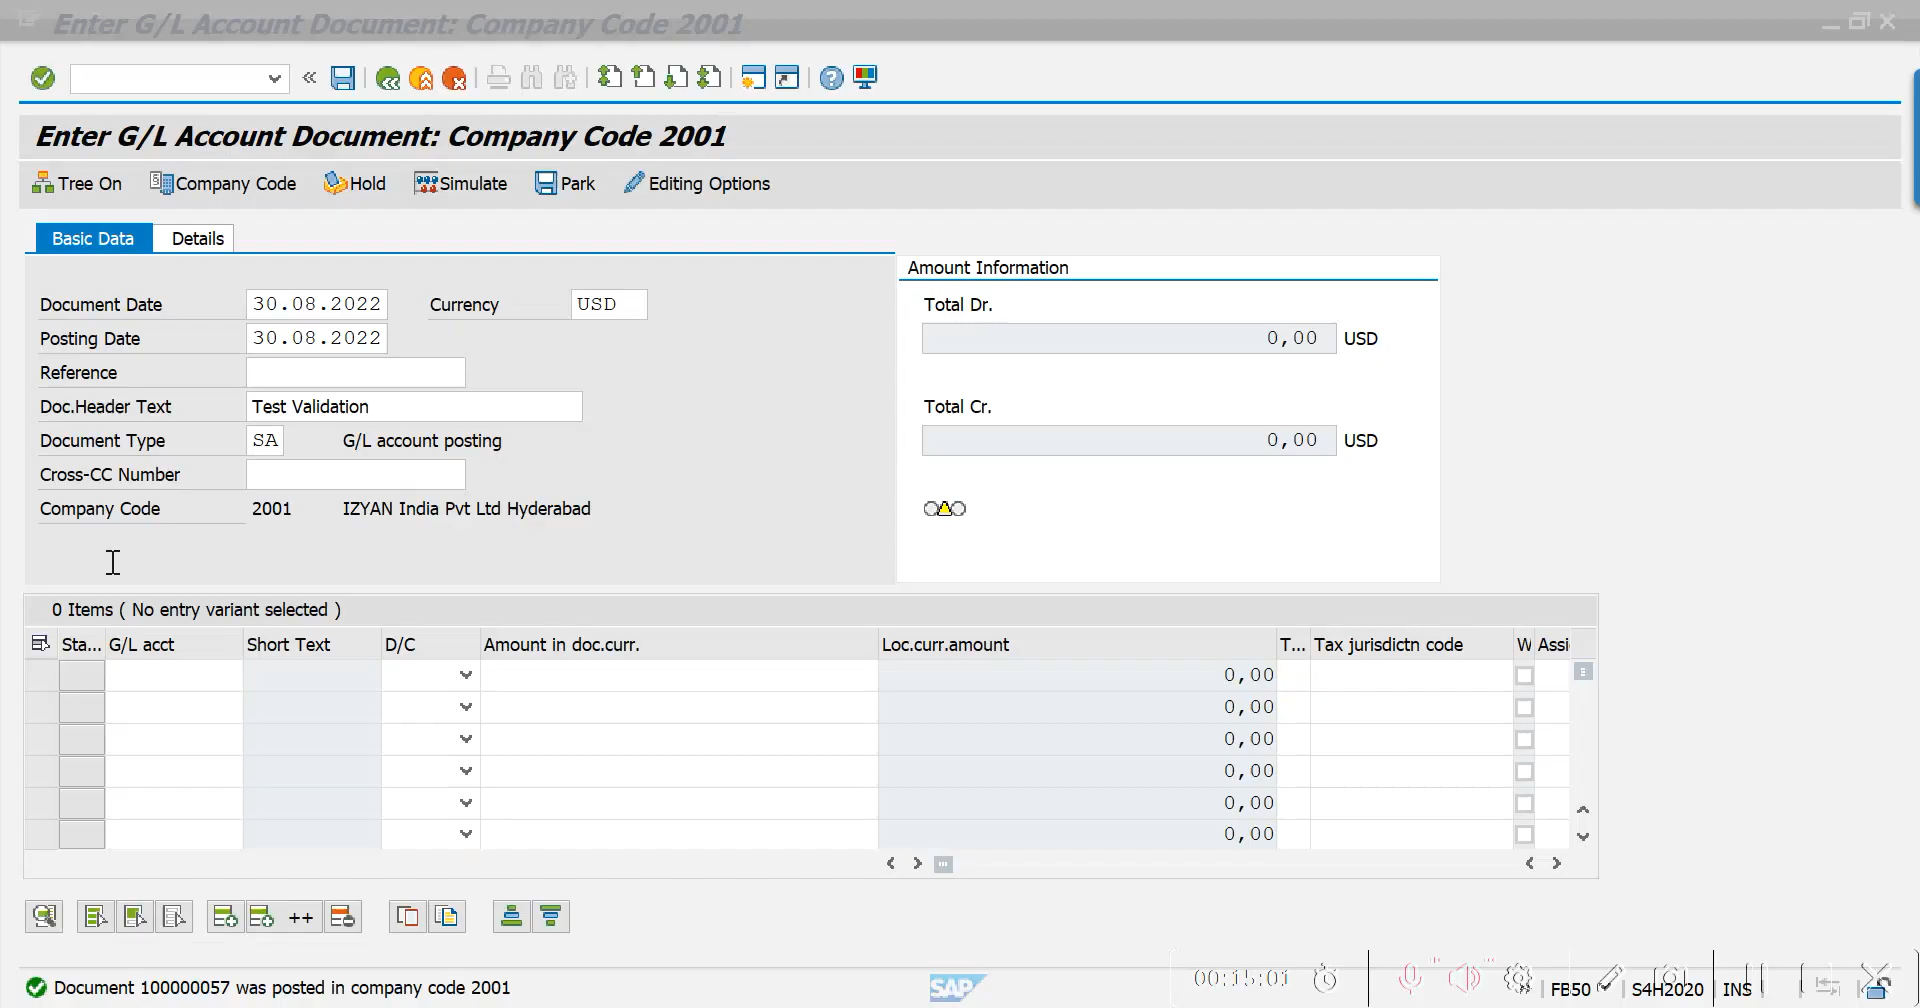 Enter G/L Account Document: Company Code 2001
Enter G/L Account Document: Company Code 2001
Tree On Company Code Hold Simulate Park Editing Options
Basic Data Details
Amount Information
Document Date 30.08.2022 Currency USD Total Dr.
Posting Date 30.08.2022 0,00 USD
Reference
Doc.Header Text Test Validation Total Cr.
Document Type SA G/L account posting 0,00 USD
Cross-CC Number
Company Code 2001 IZYAN India Pvt Ltd Hyderabad
0 Items ( No entry variant selected )
Sta... G/L acct Short Text D/C Amount in doc.curr. Loc.curr.amount T... Tax jurisdictn code W Assi
0,00
0,00
0,00
0,00
0,00
0,00
++
Document 100000057 was posted in company code 2001 SAP 00:15:01 FB50 S4H2020 INS